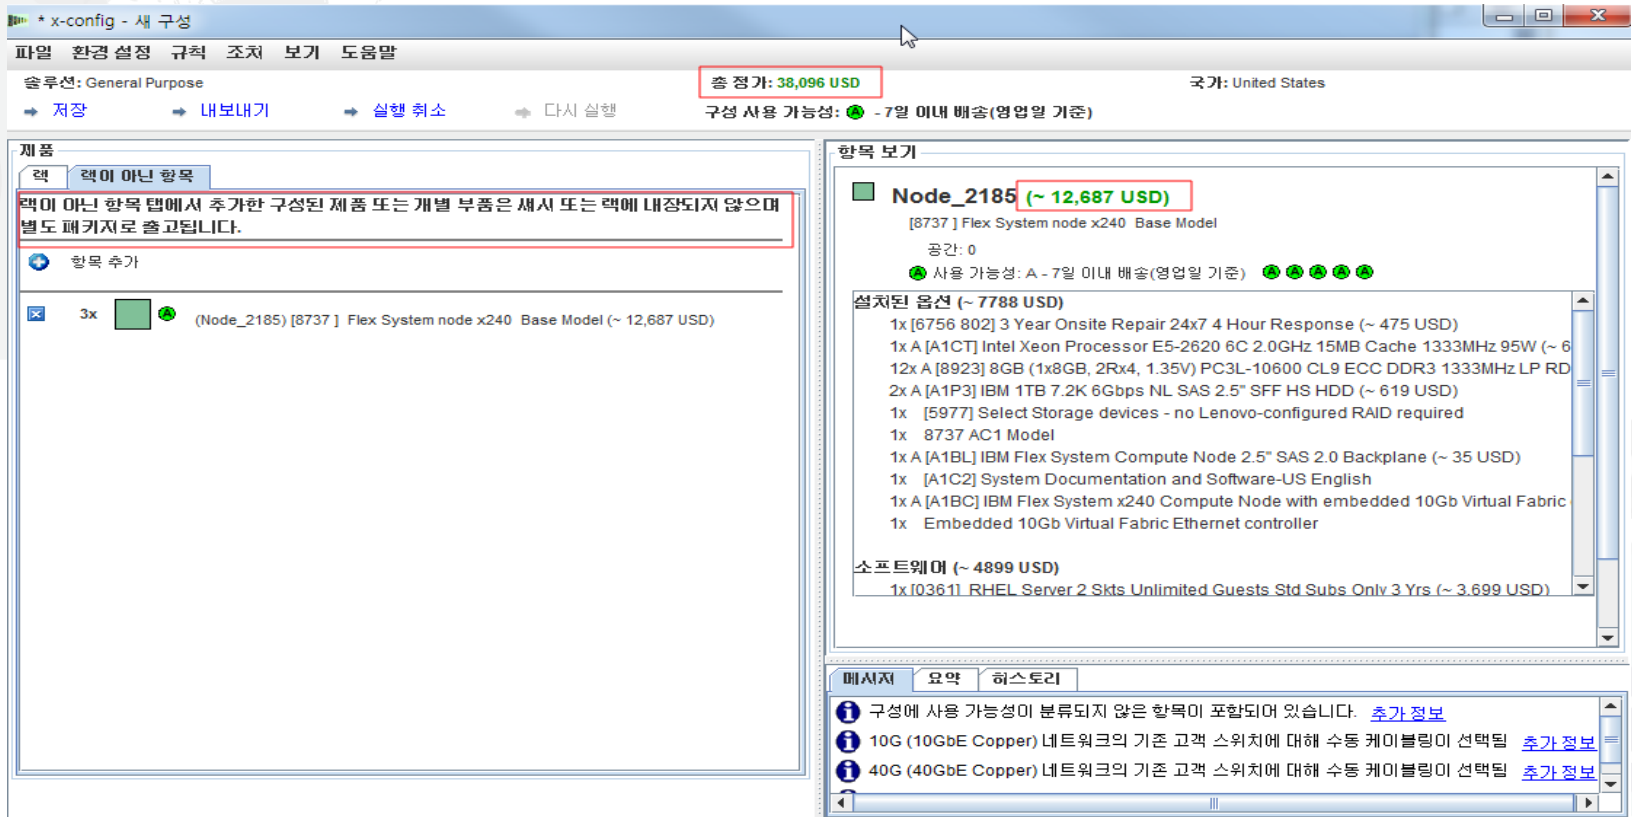 * x-config - 새 구성
파일 환경 설정 규칙 조치 보기 도움말
솔루션: General Purpose
총 정가: 38,096 USD
국가: United States
저장 내보내기 실행 취소 다시 실행
구성 사용 가능성: A - 7일 이내 배송(영업일 기준)
제품
랙 랙이 아닌 항목
랙이 아닌 항목 탭에서 추가한 구성된 제품 또는 개별 부품은 섀시 또는 랙에 내장되지 않으며
별도 패키지로 출고됩니다.
항목 추가
3x A (Node_2185) [8737 ] Flex System node x240 Base Model (~ 12,687 USD)
항목 보기
Node_2185 (~ 12,687 USD)
[8737 ] Flex System node x240 Base Model
공간: 0
A 사용 가능성: A - 7일 이내 배송(영업일 기준) A A A A A
설치된 옵션 (~ 7788 USD)
1x [6756 802] 3 Year Onsite Repair 24x7 4 Hour Response (~ 475 USD)
1x A [A1CT] Intel Xeon Processor E5-2620 6C 2.0GHz 15MB Cache 1333MHz 95W (~ 6
12x A [8923] 8GB (1x8GB, 2Rx4, 1.35V) PC3L-10600 CL9 ECC DDR3 1333MHz LP RD
2x A [A1P3] IBM 1TB 7.2K 6Gbps NL SAS 2.5" SFF HS HDD (~ 619 USD)
1x [5977] Select Storage devices - no Lenovo-configured RAID required
1x 8737 AC1 Model
1x A [A1BL] IBM Flex System Compute Node 2.5" SAS 2.0 Backplane (~ 35 USD)
1x [A1C2] System Documentation and Software-US English
1x A [A1BC] IBM Flex System x240 Compute Node with embedded 10Gb Virtual Fabric
1x Embedded 10Gb Virtual Fabric Ethernet controller
소프트웨어 (~ 4899 USD)
1x [0361] RHEL Server 2 Skts Unlimited Guests Std Subs Only 3 Yrs (~ 3,699 USD)
메시지 요약 히스토리
구성에 사용 가능성이 분류되지 않은 항목이 포함되어 있습니다. 추가 정보
10G (10GbE Copper) 네트워크의 기존 고객 스위치에 대해 수동 케이블링이 선택됨 추가 정보
40G (40GbE Copper) 네트워크의 기존 고객 스위치에 대해 수동 케이블링이 선택됨 추가 정보